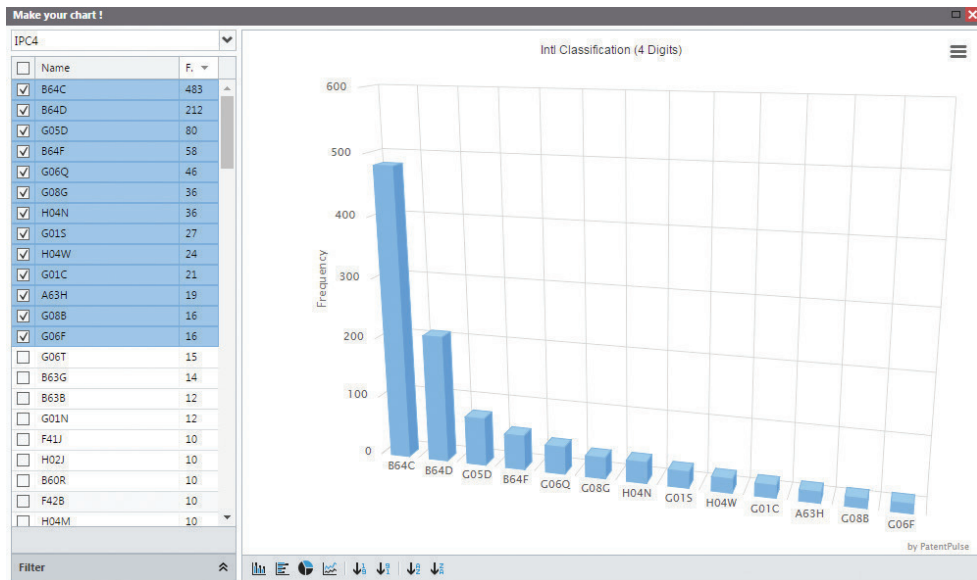 Make your chart !
IPC4
Name F.
B64C 483
B64D 212
G05D 80
B64F 58
G06Q 46
G08G 36
H04N 36
G01S 27
H04W 24
G01C 21
A63H 19
G08B 16
G06F 16
G06T 15
B63G 14
B63B 12
G01N 12
F41J 10
H02J 10
B60R 10
F42B 10
H04M 10
Filter
Intl Classification (4 Digits)
Frequency
600
500
400
300
200
100
0
B64C B64D G05D B64F G06Q G08G H04N G01S H04W G01C A63H G08B G06F
by PatentPulse